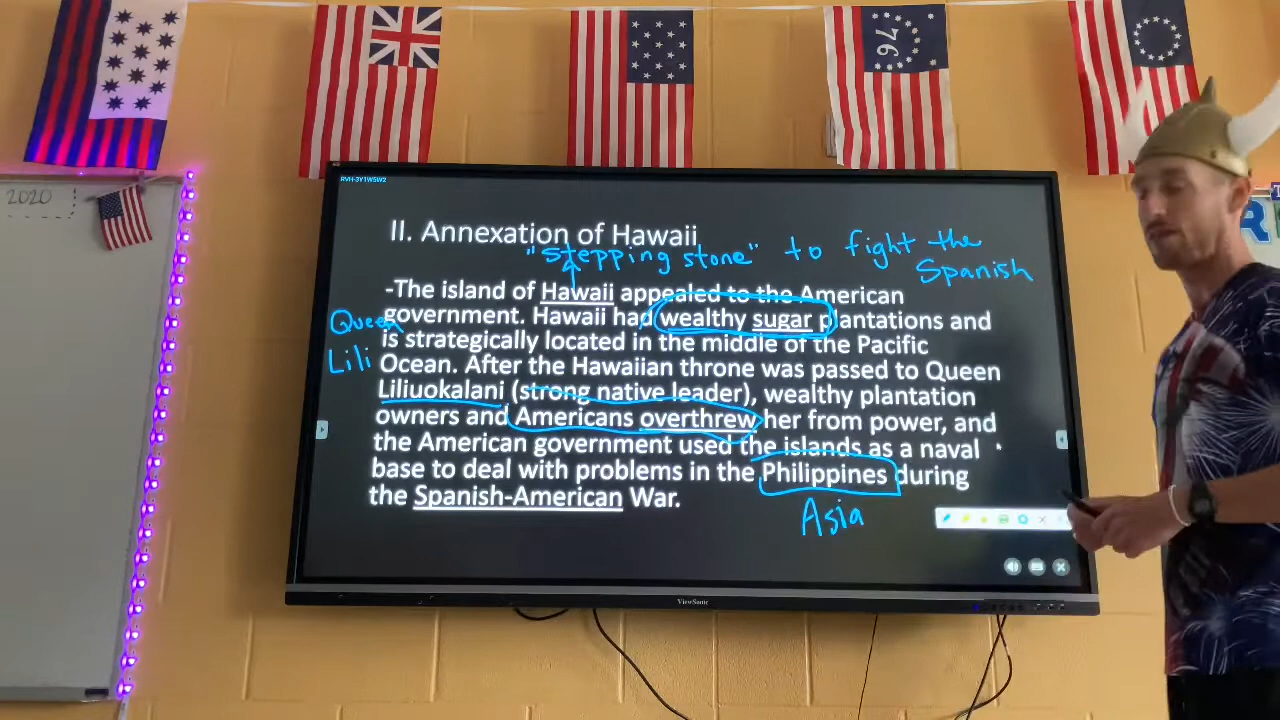 76
2020
RVH-3Y1W5W2
II. Annexation of Hawaii
"stepping stone" to fight the
Spanish
-The island of Hawaii appealed to the American
government. Hawaii had wealthy sugar plantations and
is strategically located in the middle of the Pacific
Ocean. After the Hawaiian throne was passed to Queen
Liliuokalani (strong native leader), wealthy plantation
owners and Americans overthrew her from power, and
the American government used the islands as a naval
base to deal with problems in the Philippines during
the Spanish-American War.
Queen
Lili
Asia
ViewSonic
R